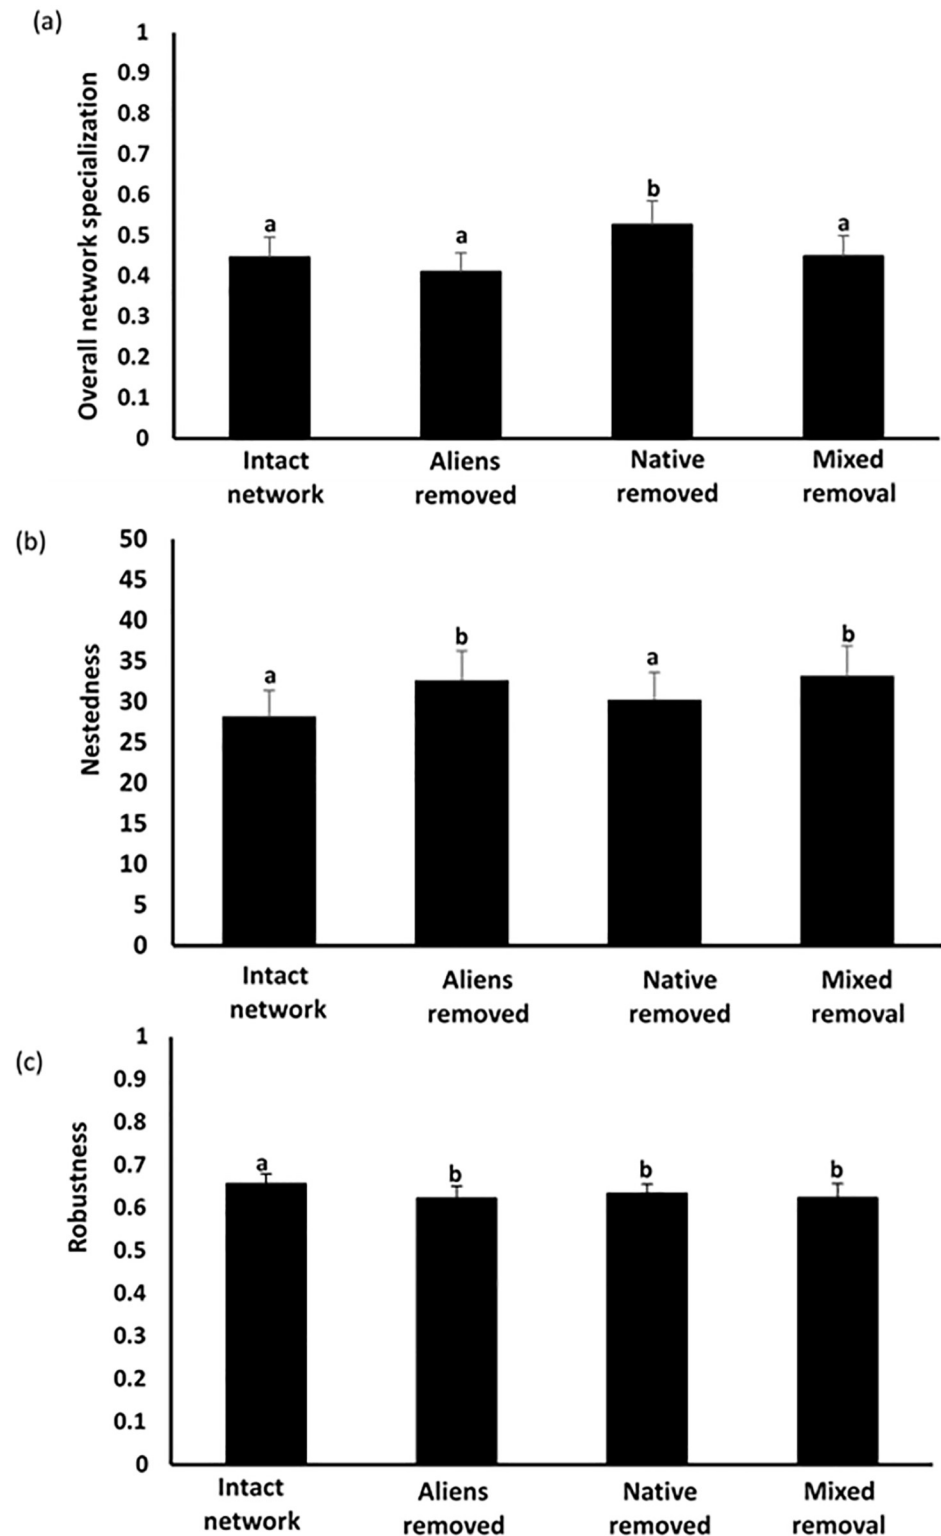 (a)
Overall network specialization
1
0.9
0.8
0.7
0.6
0.5
0.4
0.3
0.2
0.1
0
a
a
b
a
Intact
network
Aliens
removed
Native
removed
Mixed
removal
(b)
Nestedness
50
45
40
35
30
25
20
15
10
5
0
a
b
a
b
Intact
network
Aliens
removed
Native
removed
Mixed
removal
(c)
Robustness
1
0.9
0.8
0.7
0.6
0.5
0.4
0.3
0.2
0.1
0
a
b
b
b
Intact
network
Aliens
removed
Native
removed
Mixed
removal